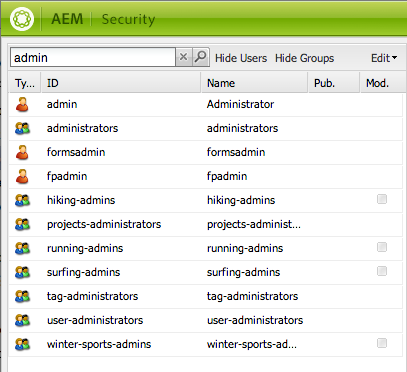 AEM Security
admin Hide Users Hide Groups Edit
Ty... ID Name Pub. Mod.
admin Administrator
administrators administrators
formsadmin formsadmin
fpadmin fpadmin
hiking-admins hiking-admins
projects-administrators projects-administ...
running-admins running-admins
surfing-admins surfing-admins
tag-administrators tag-administrators
user-administrators user-administrators
winter-sports-admins winter-sports-ad...